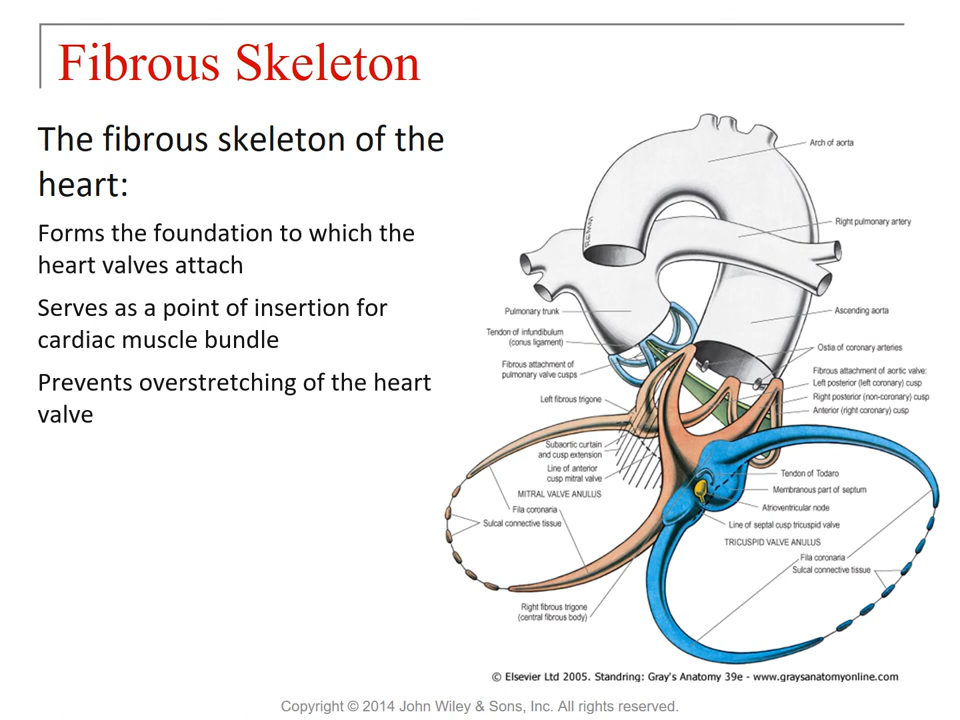 Fibrous Skeleton
The fibrous skeleton of the
heart:
Forms the foundation to which the
heart valves attach
Serves as a point of insertion for
cardiac muscle bundle
Prevents overstretching of the heart
valve
Arch of aorta
Right pulmonary artery
Pulmonary trunk
Ascending aorta
Tendon of infundibulum
(conus ligament)
Ostia of coronary arteries
Fibrous attachment of
pulmonary valve cusps
Fibrous attachment of aortic valve:
Left posterior (left coronary) cusp
Right posterior (non-coronary) cusp
Anterior (right coronary) cusp
Left fibrous trigone
Subaortic curtain
and cusp extension
Line of anterior
cusp mitral valve
MITRAL VALVE ANULUS
Fila coronaria
Sulcal connective tissue
Tendon of Todaro
Membranous part of septum
Atrioventricular node
Line of septal cusp tricuspid valve
TRICUSPID VALVE ANULUS
Fila coronaria
Sulcal connective tissue
Right fibrous trigone
(central fibrous body)
© Elsevier Ltd 2005. Standring: Gray's Anatomy 39e - www.graysanatomyonline.com
Copyright © 2014 John Wiley & Sons, Inc. All rights reserved.